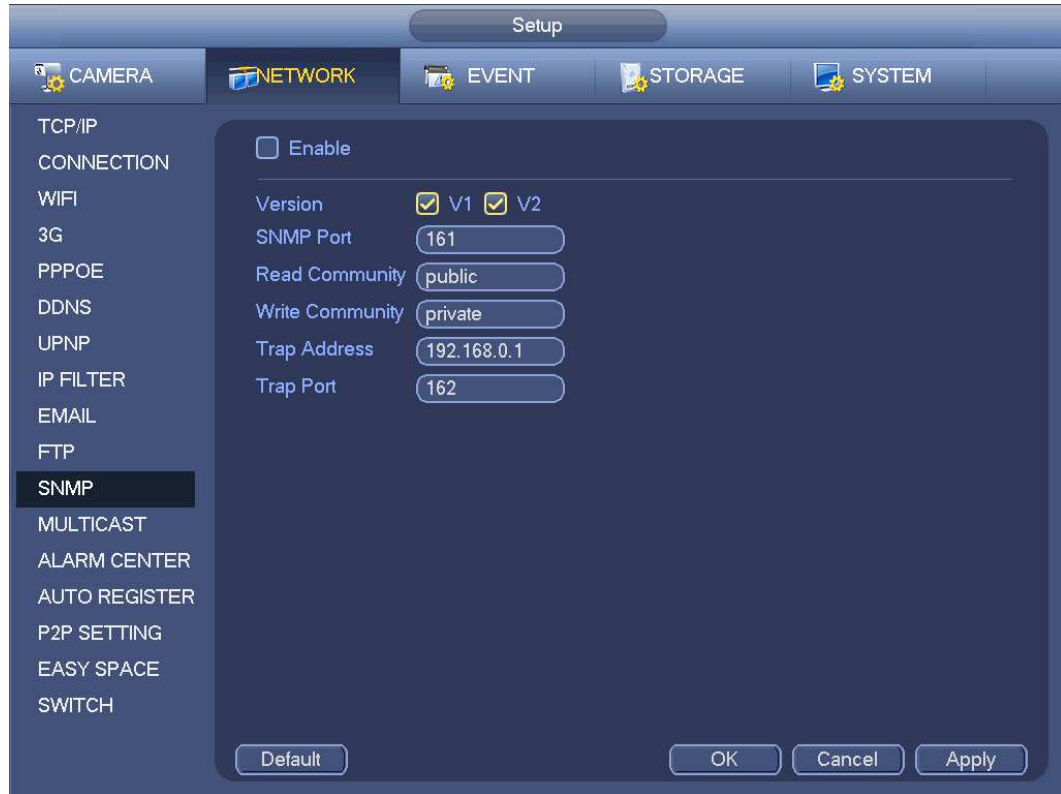 Setup
CAMERA NETWORK EVENT STORAGE SYSTEM
TCP/IP
CONNECTION
WIFI
3G
PPPOE
DDNS
UPNP
IP FILTER
EMAIL
FTP
SNMP
MULTICAST
ALARM CENTER
AUTO REGISTER
P2P SETTING
EASY SPACE
SWITCH
Enable
Version V1 V2
SNMP Port 161
Read Community public
Write Community private
Trap Address 192.168.0.1
Trap Port 162
Default OK Cancel Apply